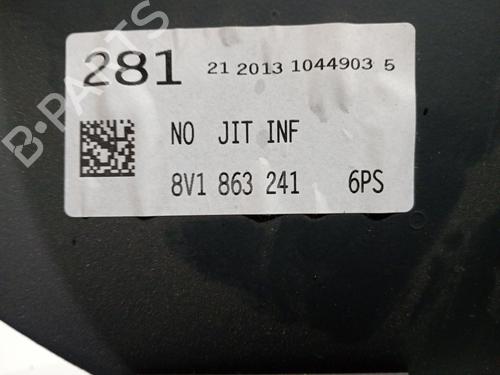 281 21 2013 1044903 5
NO JIT INF
8V1 863 241 6PS
B-PARTS